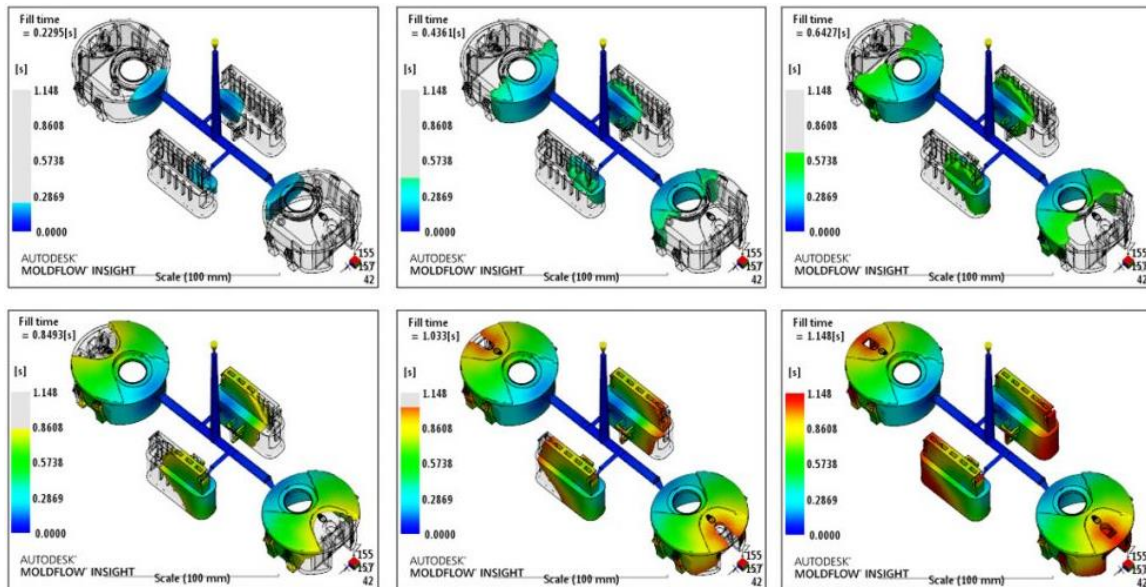 Fill time
= 0.2295[s]
[s]
1.148
0.8608
0.5738
0.2869
0.0000
AUTODESK
MOLDFLOW INSIGHT
Scale (100 mm)
155
157
42
Fill time
= 0.4361[s]
[s]
1.148
0.8608
0.5738
0.2869
0.0000
AUTODESK
MOLDFLOW INSIGHT
Scale (100 mm)
155
157
42
Fill time
= 0.6427[s]
[s]
1.148
0.8608
0.5738
0.2869
0.0000
AUTODESK
MOLDFLOW INSIGHT
Scale (100 mm)
155
157
42
Fill time
= 0.8493[s]
[s]
1.148
0.8608
0.5738
0.2869
0.0000
AUTODESK
MOLDFLOW INSIGHT
Scale (100 mm)
155
157
42
Fill time
= 1.033[s]
[s]
1.148
0.8608
0.5738
0.2869
0.0000
AUTODESK
MOLDFLOW INSIGHT
Scale (100 mm)
155
157
42
Fill time
= 1.148[s]
[s]
1.148
0.8608
0.5738
0.2869
0.0000
AUTODESK
MOLDFLOW INSIGHT
Scale (100 mm)
155
157
42